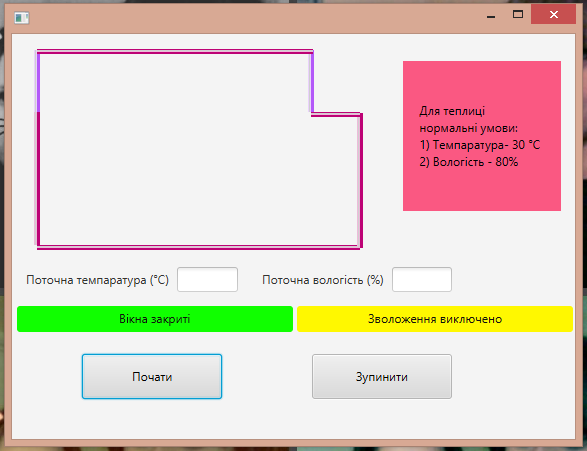 Для теплиці
нормальні умови:
1) Темпаратура- 30 °C
2) Вологість - 80%
Поточна темпаратура (°C) Поточна вологість (%)
Вікна закриті Зволоження виключено
Почати Зупинити